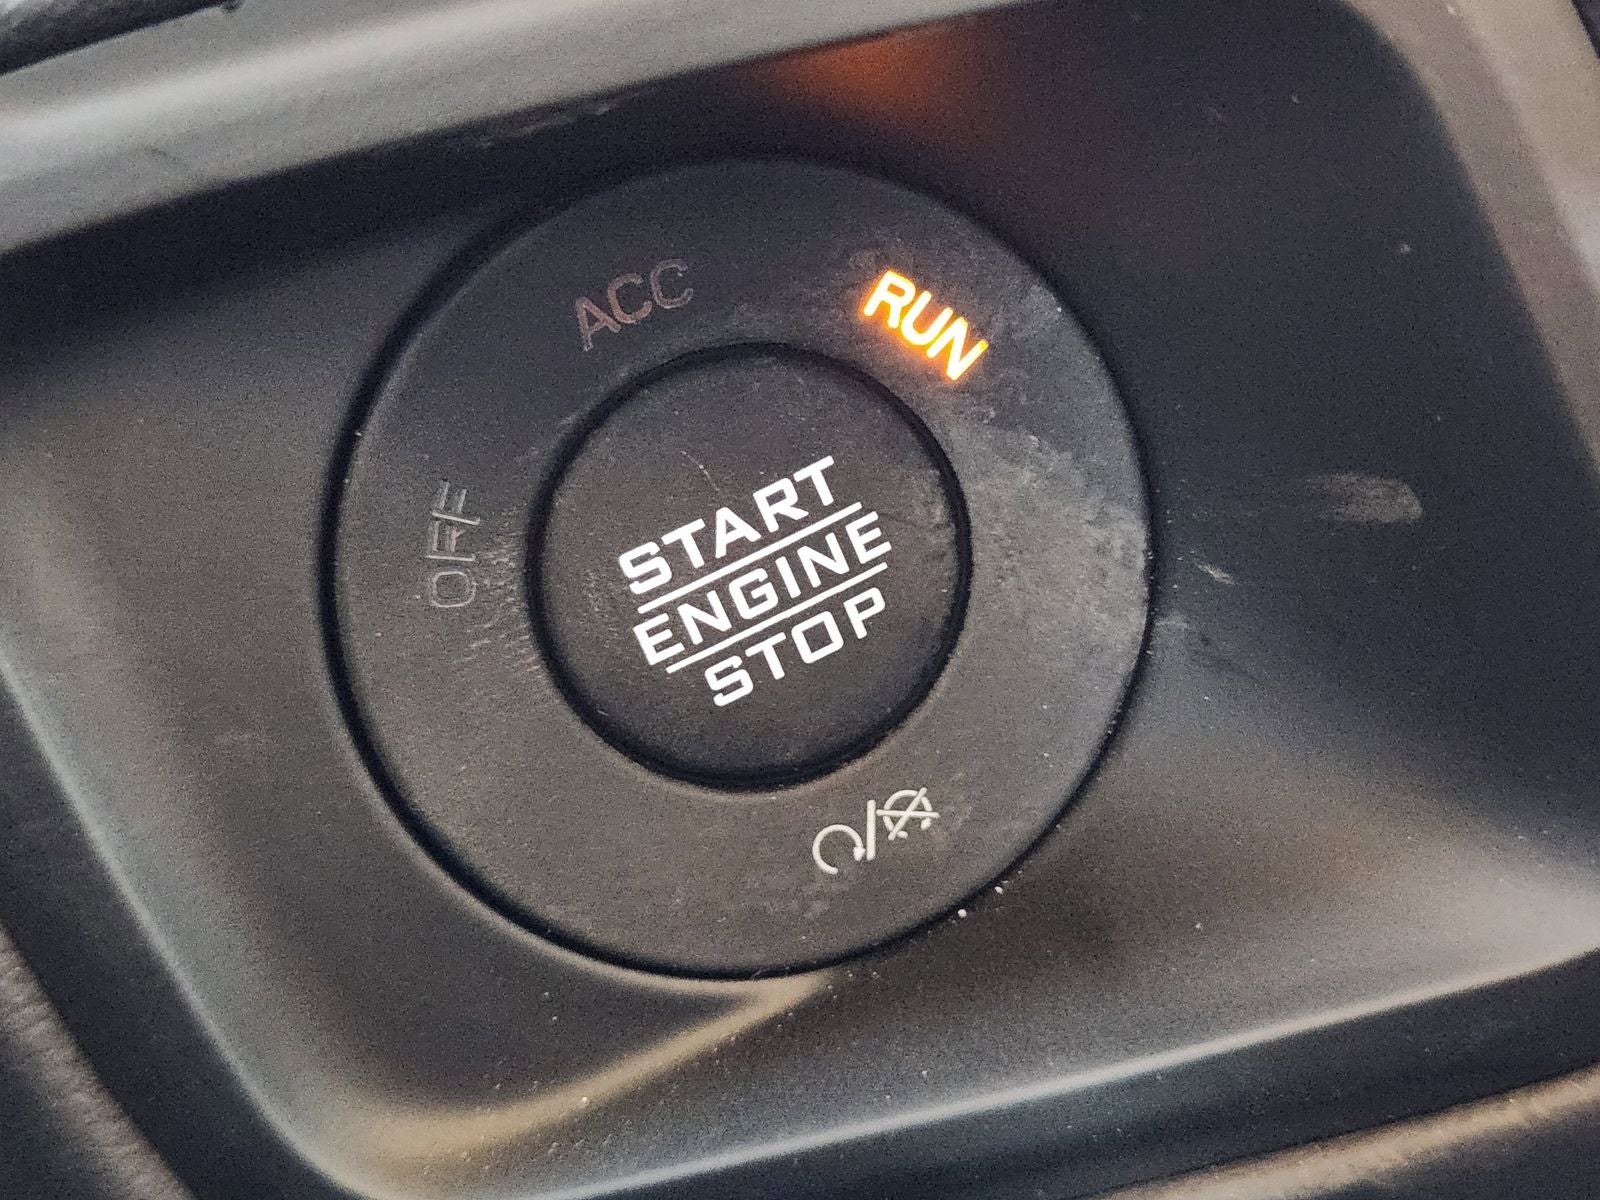 ACC
RUN
OFF
START
ENGINE
STOP